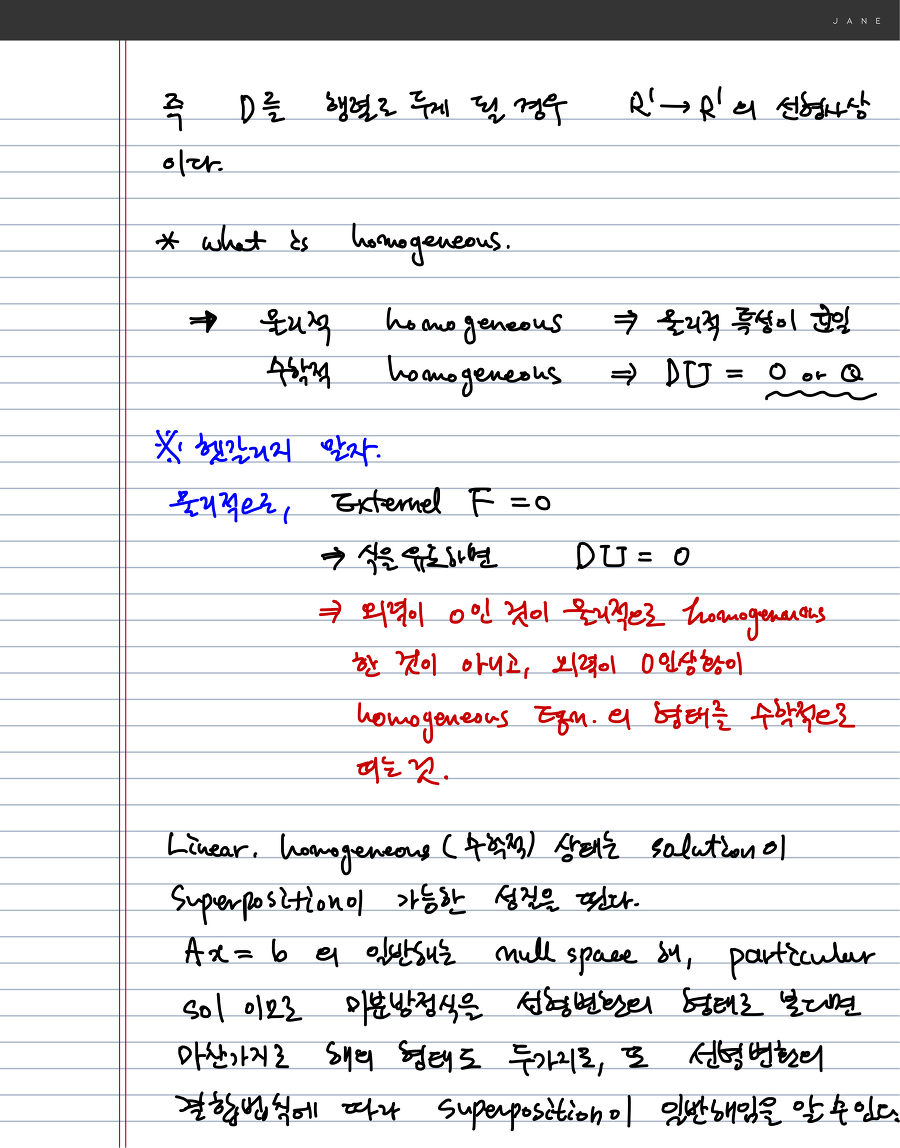 JANE
즉 D를 행렬로 두게 될 경우 R' → R' 의 선형사상
이다.
* what is homogeneous.
⇒ 물리적 homogeneous ⇒ 물리적 특성이 균일
수학적 homogeneous ⇒ DU = 0 or
※ 헷갈리지 말자.
물리적으로, External F = 0
⇒ 식을 유도하면 DU = 0
⇒ 외력이 0인 것이 물리적으로 homogeneous
한 것이 아니고, 외력이 0인상황이
homogeneous Eqn. 의 형태를 수학적으로
띠는 것.
Linear, homogeneous (수학적) 상태는 solution이
Superposition이 가능한 성질을 띈다.
Ax = b 의 일반해는 null space 해, particular
sol 이므로 미분방정식을 선형변환의 형태로 본다면
마찬가지로 해의 형태도 두가지로, 또 선형변환의
결합법칙에 따라 superposition이 일반해임을 알 수 있다